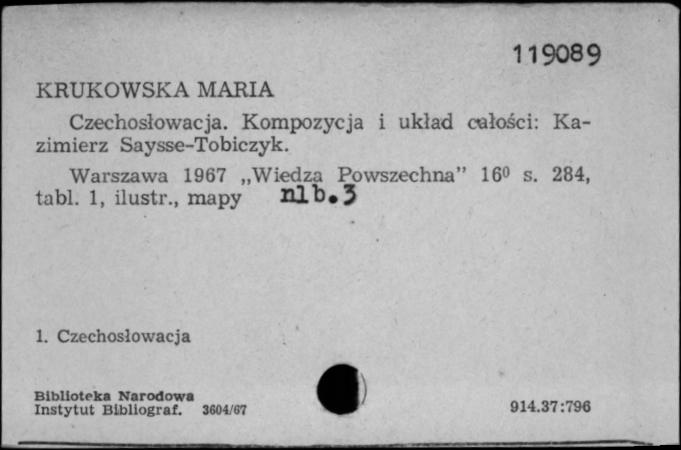 119089
KRUKOWSKA MARIA
Czechosłowacja. Kompozycja i układ całości: Ka-
zimierz Saysse-Tobiczyk.
Warszawa 1967 „Wiedza Powszechna” 16⁰ s. 284,
tabl. 1, ilustr., mapy nlb.3
1. Czechosłowacja
Biblioteka Narodowa
Instytut Bibliograf. 3604/67
914.37:796